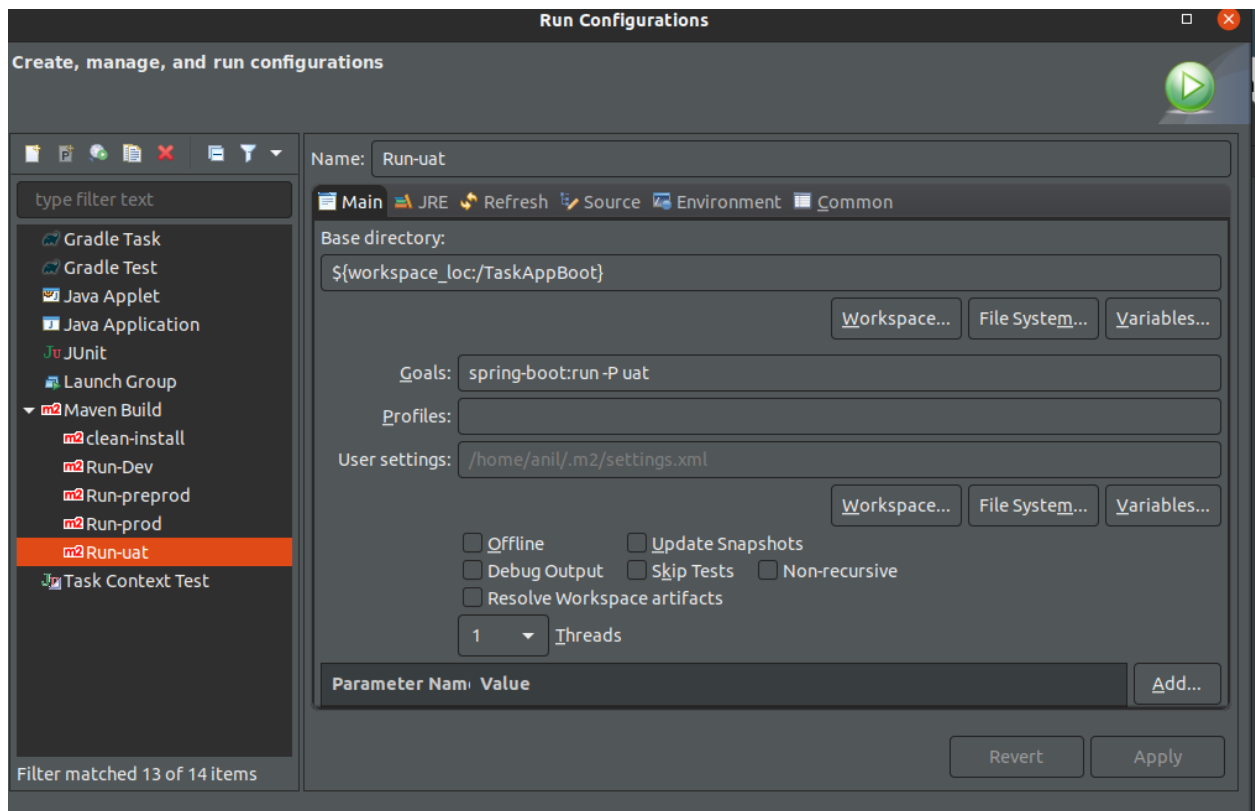 Run Configurations
Create, manage, and run configurations
Name: Run-uat
type filter text
Gradle Task
Gradle Test
Java Applet
Java Application
JUnit
Launch Group
Maven Build
m2 clean-install
m2 Run-Dev
m2 Run-preprod
m2 Run-prod
m2 Run-uat
Task Context Test
Filter matched 13 of 14 items
Main JRE Refresh Source Environment Common
Base directory:
${workspace_loc:/TaskAppBoot}
Workspace... File System... Variables...
Goals: spring-boot:run -P uat
Profiles:
User settings: /home/anil/.m2/settings.xml
Workspace... File System... Variables...
Offline Update Snapshots
Debug Output Skip Tests Non-recursive
Resolve Workspace artifacts
1 Threads
Parameter Nam Value Add...
Revert Apply